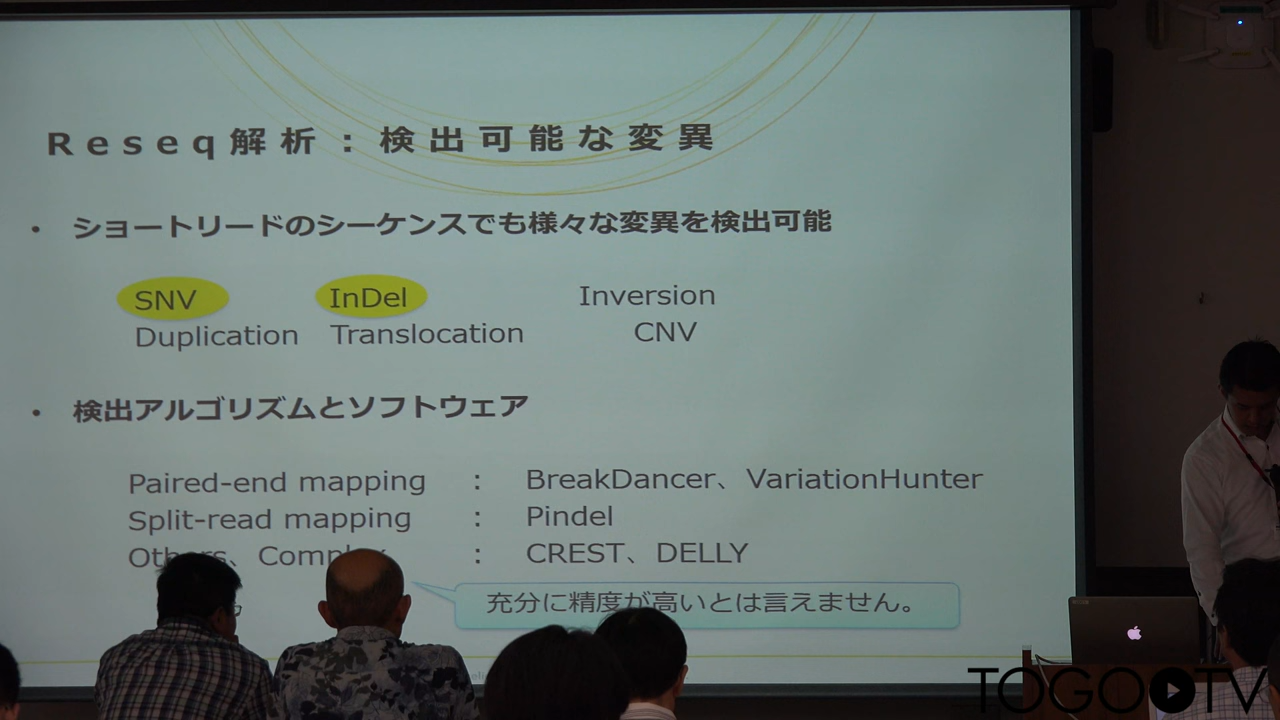 Reseq解析：検出可能な変異
• ショートリードのシーケンスでも様々な変異を検出可能
SNV InDel Inversion
Duplication Translocation CNV
• 検出アルゴリズムとソフトウェア
Paired-end mapping : BreakDancer、VariationHunter
Split-read mapping : Pindel
Others、Complex : CREST、DELLY
充分に精度が高いとは言えません。
TOGOTV